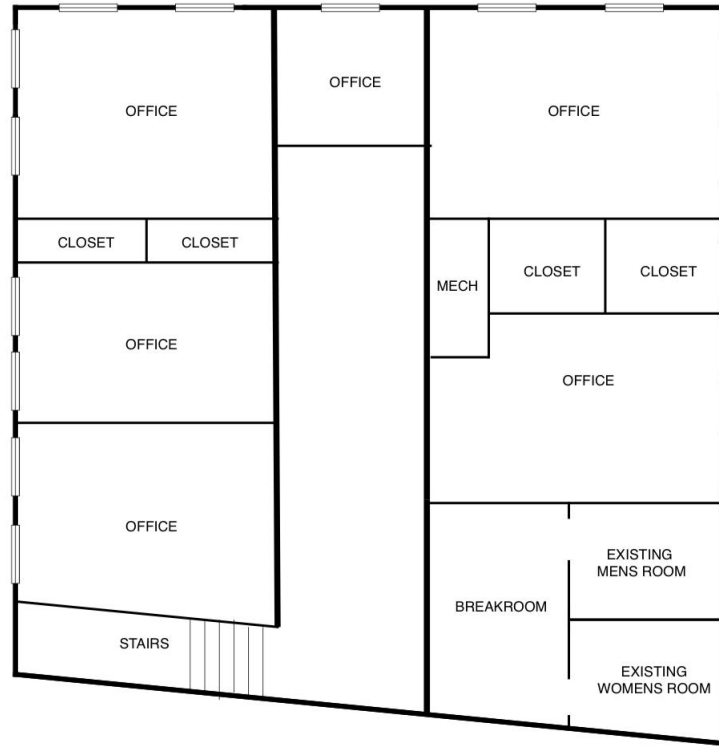 OFFICE
OFFICE
OFFICE
CLOSET
CLOSET
MECH
CLOSET
CLOSET
OFFICE
OFFICE
OFFICE
EXISTING
MENS ROOM
BREAKROOM
STAIRS
EXISTING
WOMENS ROOM